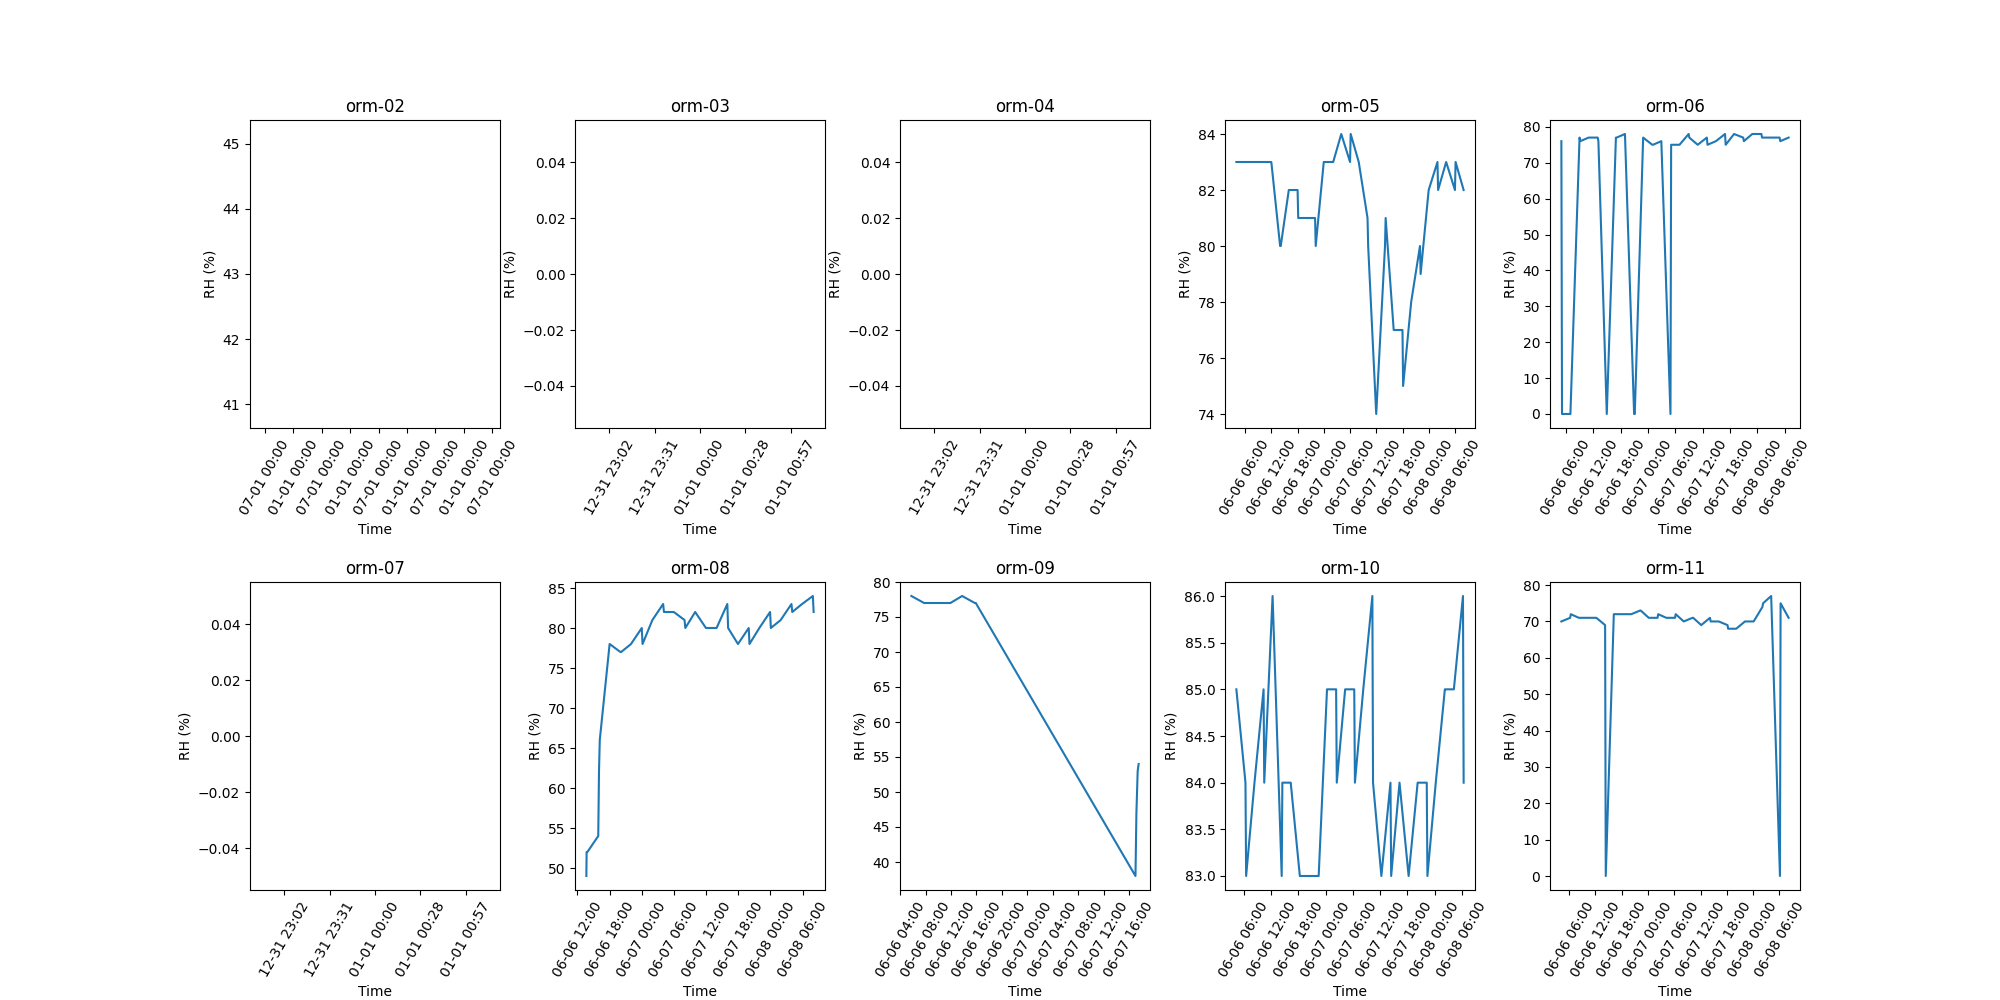 orm-02 orm-03 orm-04 orm-05 orm-06
RH (%)
45
44
43
42
41
07-01 00:00 01-01 00:00 07-01 00:00 01-01 00:00 07-01 00:00 01-01 00:00 07-01 00:00 01-01 00:00 07-01 00:00
Time
RH (%)
0.04
0.02
0.00
−0.02
−0.04
12-31 23:02 12-31 23:31 01-01 00:00 01-01 00:28 01-01 00:57
Time
RH (%)
0.04
0.02
0.00
−0.02
−0.04
12-31 23:02 12-31 23:31 01-01 00:00 01-01 00:28 01-01 00:57
Time
RH (%)
84
82
80
78
76
74
06-06 06:00 06-06 12:00 06-06 18:00 06-07 00:00 06-07 06:00 06-07 12:00 06-07 18:00 06-08 00:00 06-08 06:00
Time
RH (%)
80
70
60
50
40
30
20
10
0
06-06 06:00 06-06 12:00 06-06 18:00 06-07 00:00 06-07 06:00 06-07 12:00 06-07 18:00 06-08 00:00 06-08 06:00
Time
orm-07 orm-08 orm-09 orm-10 orm-11
RH (%)
0.04
0.02
0.00
−0.02
−0.04
12-31 23:02 12-31 23:31 01-01 00:00 01-01 00:28 01-01 00:57
Time
RH (%)
85
80
75
70
65
60
55
50
06-06 12:00 06-06 18:00 06-07 00:00 06-07 06:00 06-07 12:00 06-07 18:00 06-08 00:00 06-08 06:00
Time
RH (%)
80
75
70
65
60
55
50
45
40
06-06 04:00 06-06 08:00 06-06 12:00 06-06 16:00 06-06 20:00 06-07 00:00 06-07 04:00 06-07 08:00 06-07 12:00 06-07 16:00
Time
RH (%)
86.0
85.5
85.0
84.5
84.0
83.5
83.0
06-06 06:00 06-06 12:00 06-06 18:00 06-07 00:00 06-07 06:00 06-07 12:00 06-07 18:00 06-08 00:00 06-08 06:00
Time
RH (%)
80
70
60
50
40
30
20
10
0
06-06 06:00 06-06 12:00 06-06 18:00 06-07 00:00 06-07 06:00 06-07 12:00 06-07 18:00 06-08 00:00 06-08 06:00
Time